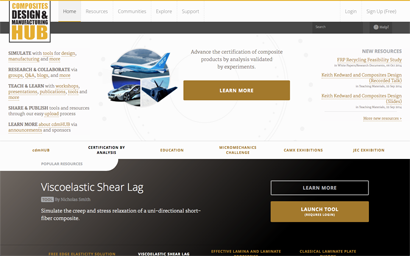 COMPOSITES
DESIGN &
MANUFACTURING
HUB
Home Resources Communities Explore Support
Login Sign Up (Free)
Search Help!
SIMULATE with tools for design, manufacturing and more
RESEARCH & COLLABORATE via groups, Q&A, blogs, and more
TEACH & LEARN with workshops, presentations, publications, tools and more
SHARE & PUBLISH tools and resources through our easy upload process
LEARN MORE about cdmHUB via announcements and sponsors
Advance the certification of composite
products by analysis validated
by experiments.
LEARN MORE
NEW RESOURCES
FRP Recycling Feasibility Study
Keith Kedward and Composites Design
(Recorded Talk)
Keith Kedward and Composites Design
(Slides)
More new resources ›
cdmHUB
CERTIFICATION BY
ANALYSIS
EDUCATION
MICROMECHANICS
CHALLENGE
CAMX EXHIBITIONS
JEC EXHIBITION
POPULAR RESOURCES
Viscoelastic Shear Lag
TOOL By Nicholas Smith
Simulate the creep and stress relaxation of a uni-directional short-
fiber composite.
LEARN MORE
LAUNCH TOOL
(REQUIRES LOGIN)
FREE EDGE ELASTICITY SOLUTION
VISCOELASTIC SHEAR LAG
EFFECTIVE LAMINA AND LAMINATE
CLASSICAL LAMINATE PLATE